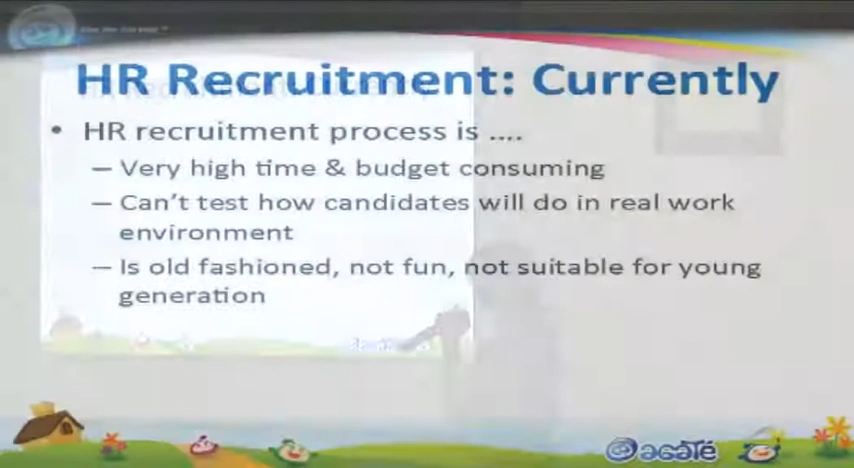 HR Recruitment: Currently
• HR recruitment process is ....
– Very high time & budget consuming
– Can't test how candidates will do in real work
environment
– Is old fashioned, not fun, not suitable for young
generation
agate